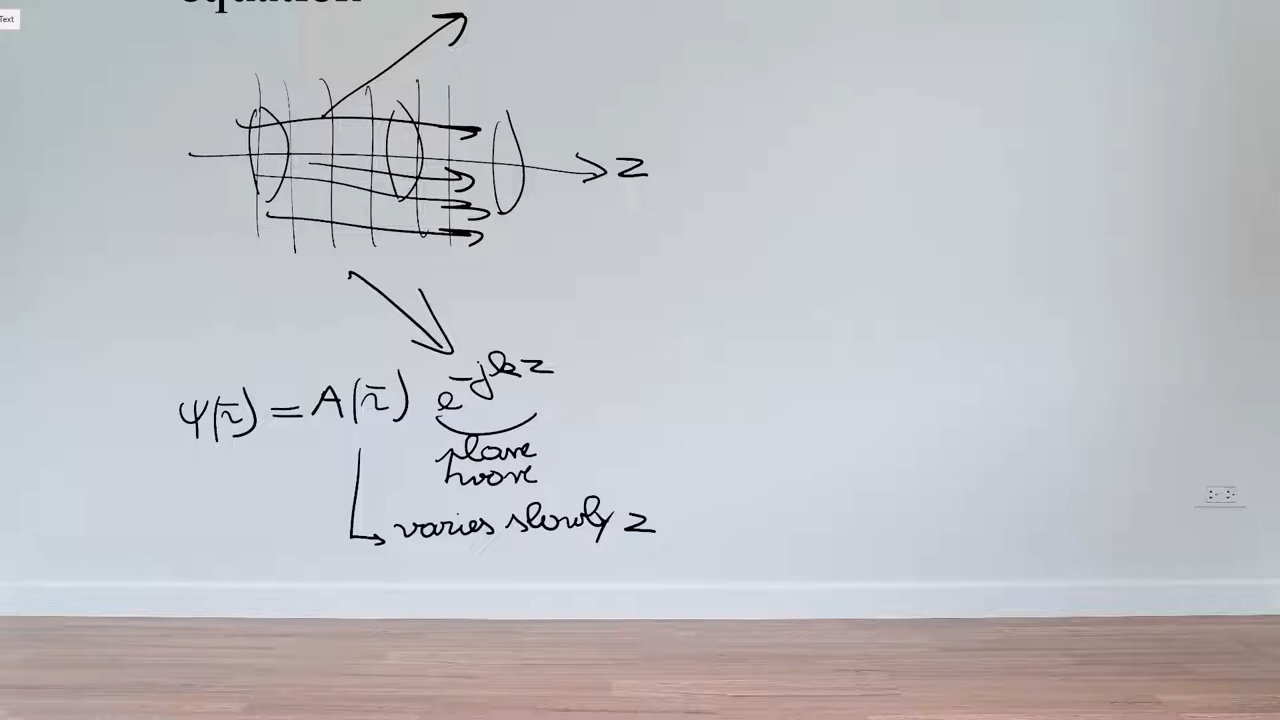 Text
equation
z
ψ(r̄) = A(r̄) e^{-jkz}
plane
wave
varies slowly z